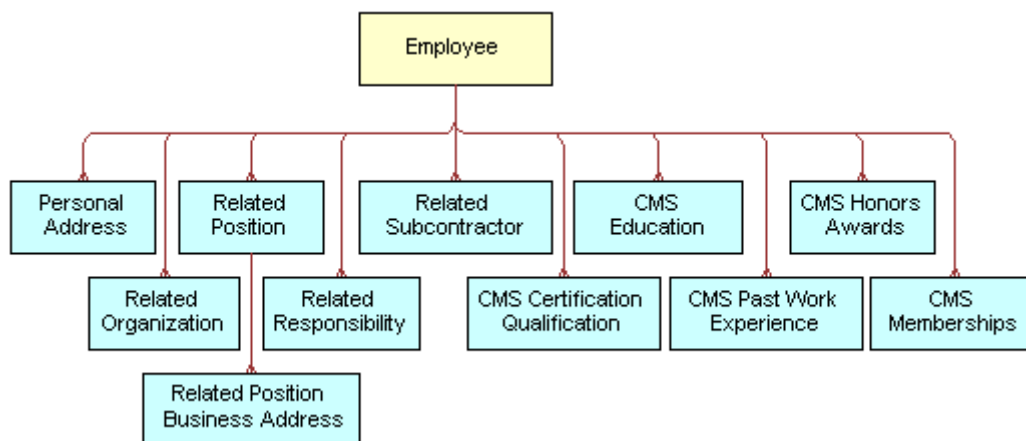 Employee
Personal
Address
Related
Position
Related
Subcontractor
CMS
Education
CMS Honors
Awards
Related
Organization
Related
Responsibility
CMS Certification
Qualification
CMS Past Work
Experience
CMS
Memberships
Related Position
Business Address